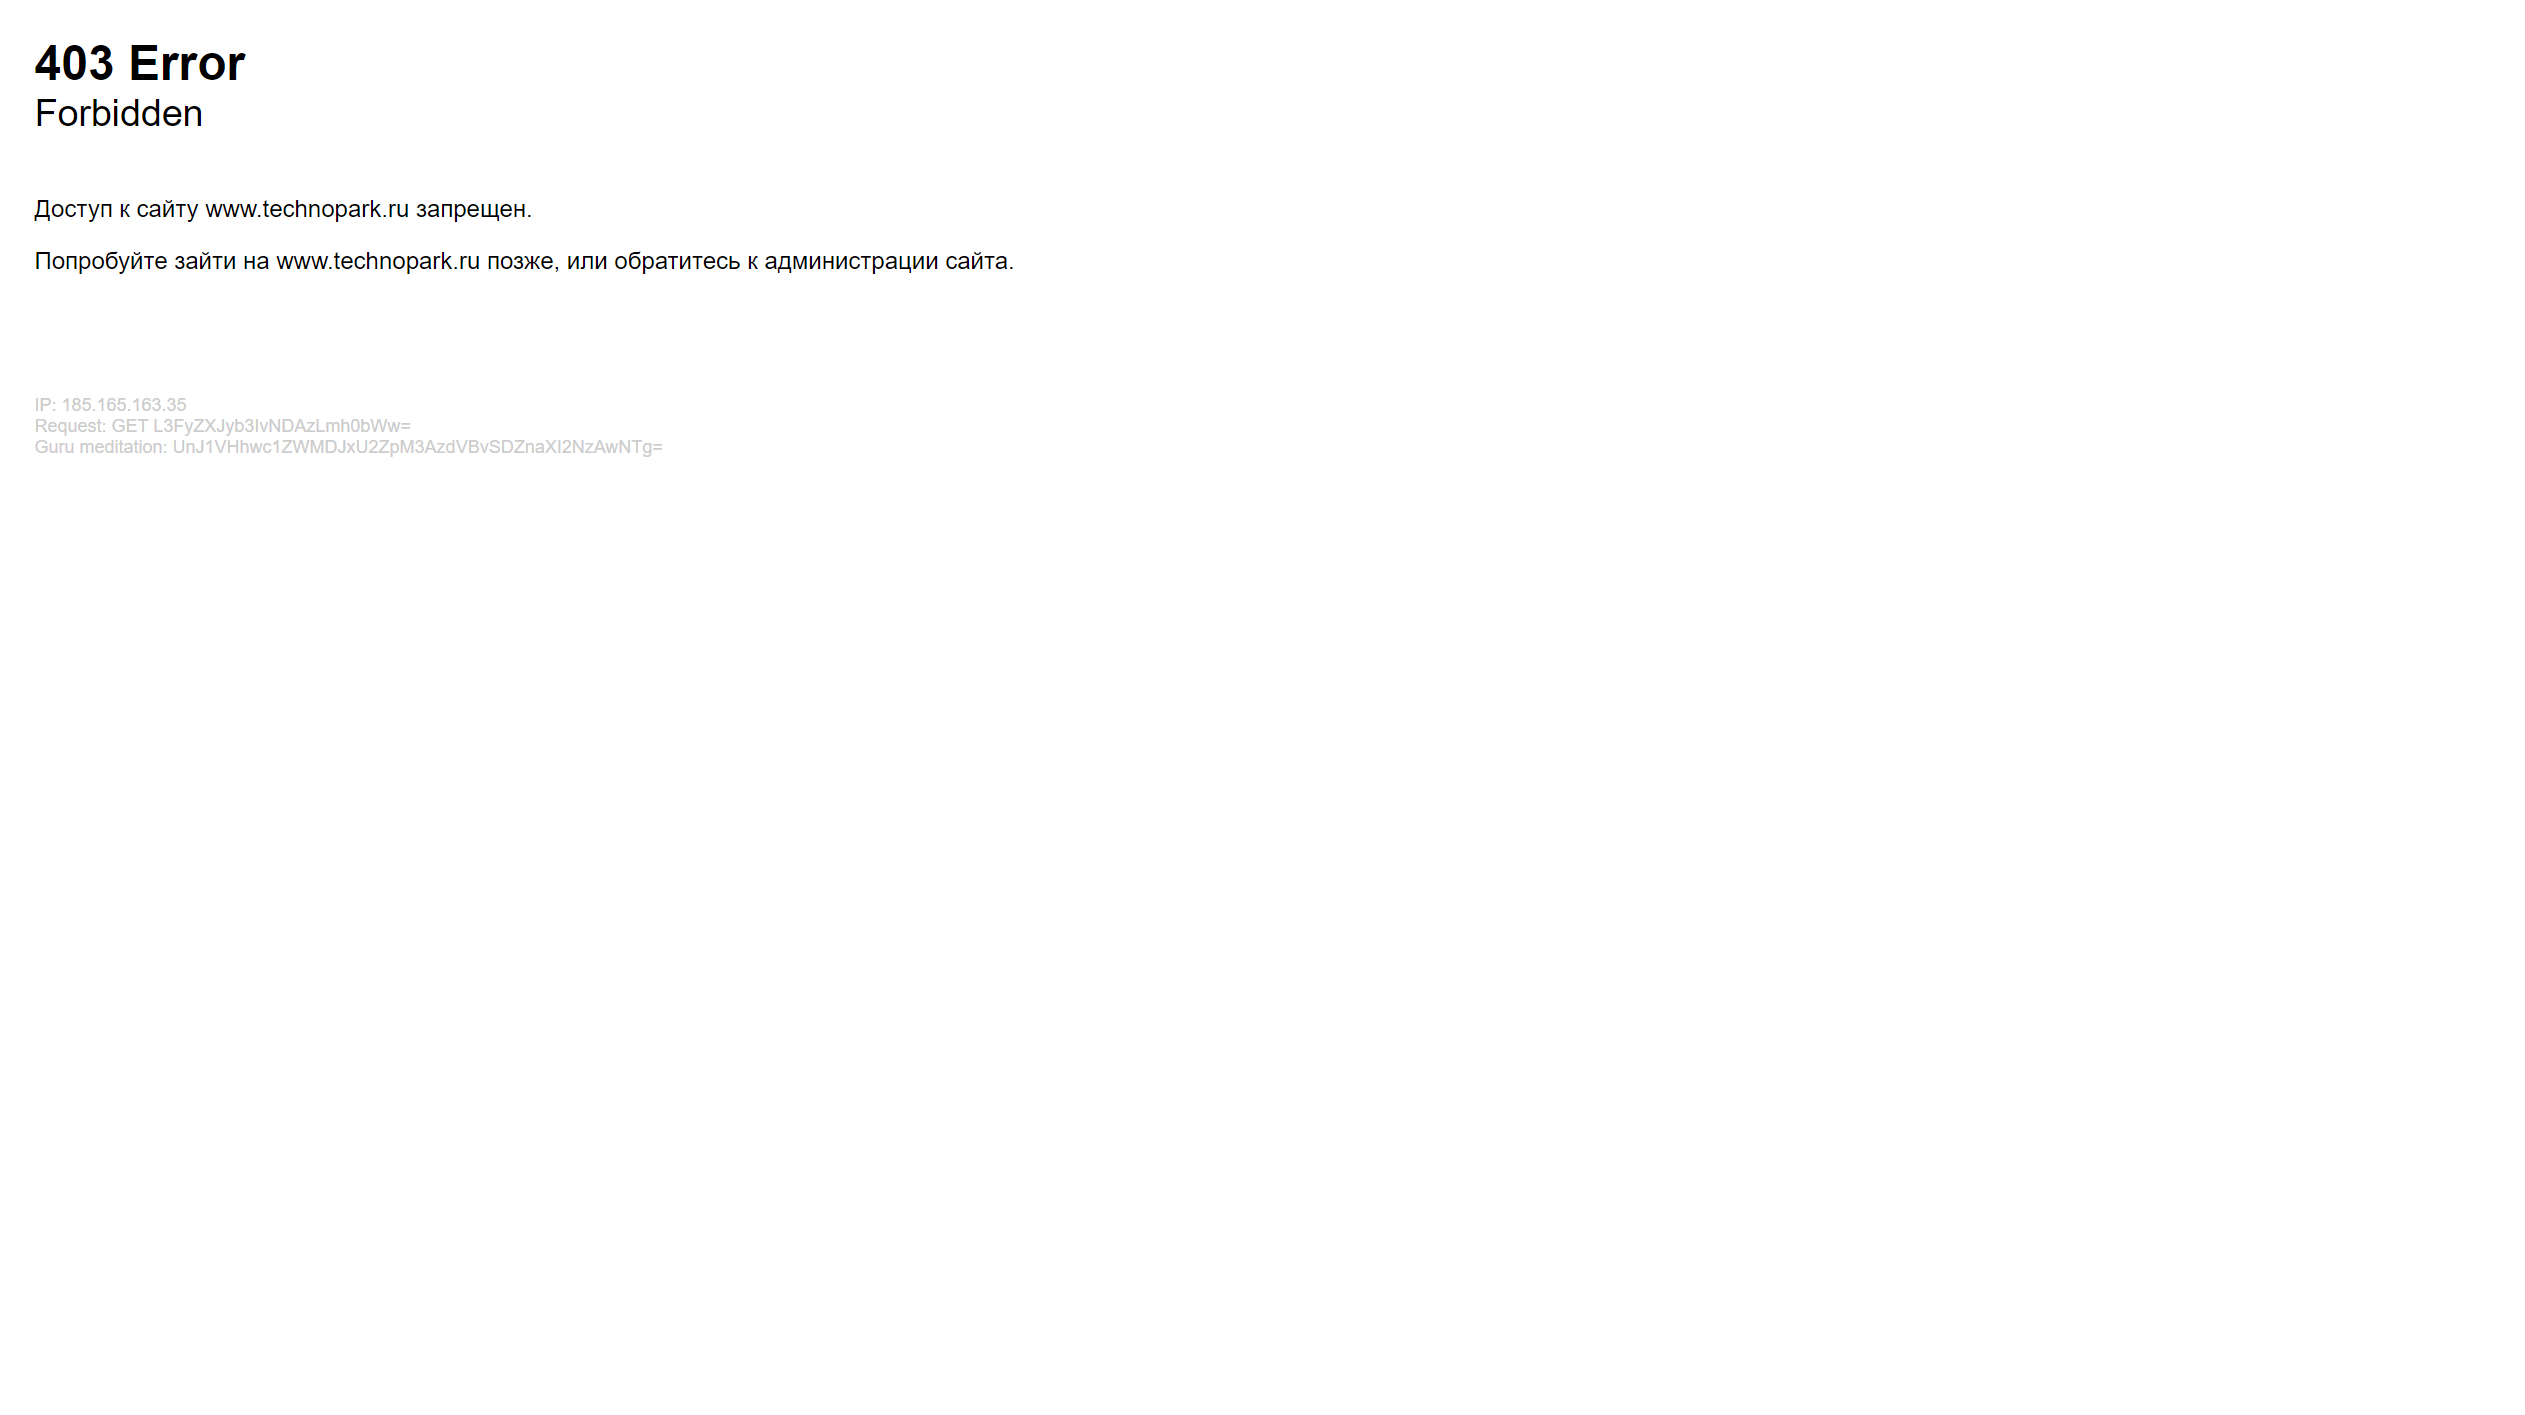 403 Error
Forbidden
Доступ к сайту www.technopark.ru запрещен.
Попробуйте зайти на www.technopark.ru позже, или обратитесь к администрации сайта.
IP: 185.165.163.35
Request: GET L3FyZXJyb3IvNDAzLmh0bWw=
Guru meditation: UnJ1VHhwc1ZWMDJxU2ZpM3AzdVBvSDZnaXI2NzAwNTg=